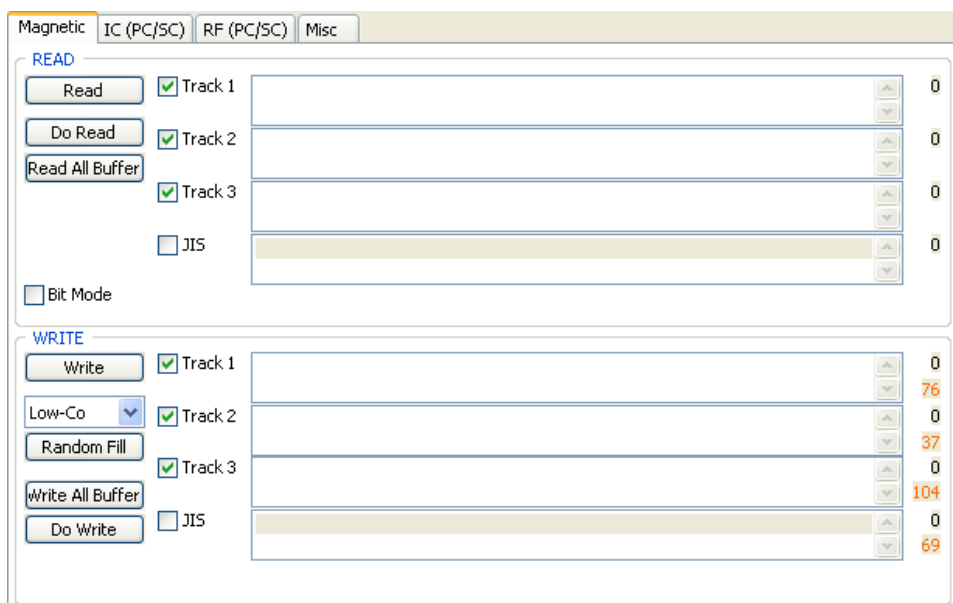 Magnetic IC (PC/SC) RF (PC/SC) Misc
READ
Read Track 1 0
Do Read Track 2 0
Read All Buffer
Track 3 0
JIS 0
Bit Mode
WRITE
Write Track 1 0
76
Low-Co Track 2 0
Random Fill 37
Track 3 0
Write All Buffer 104
Do Write JIS 0
69